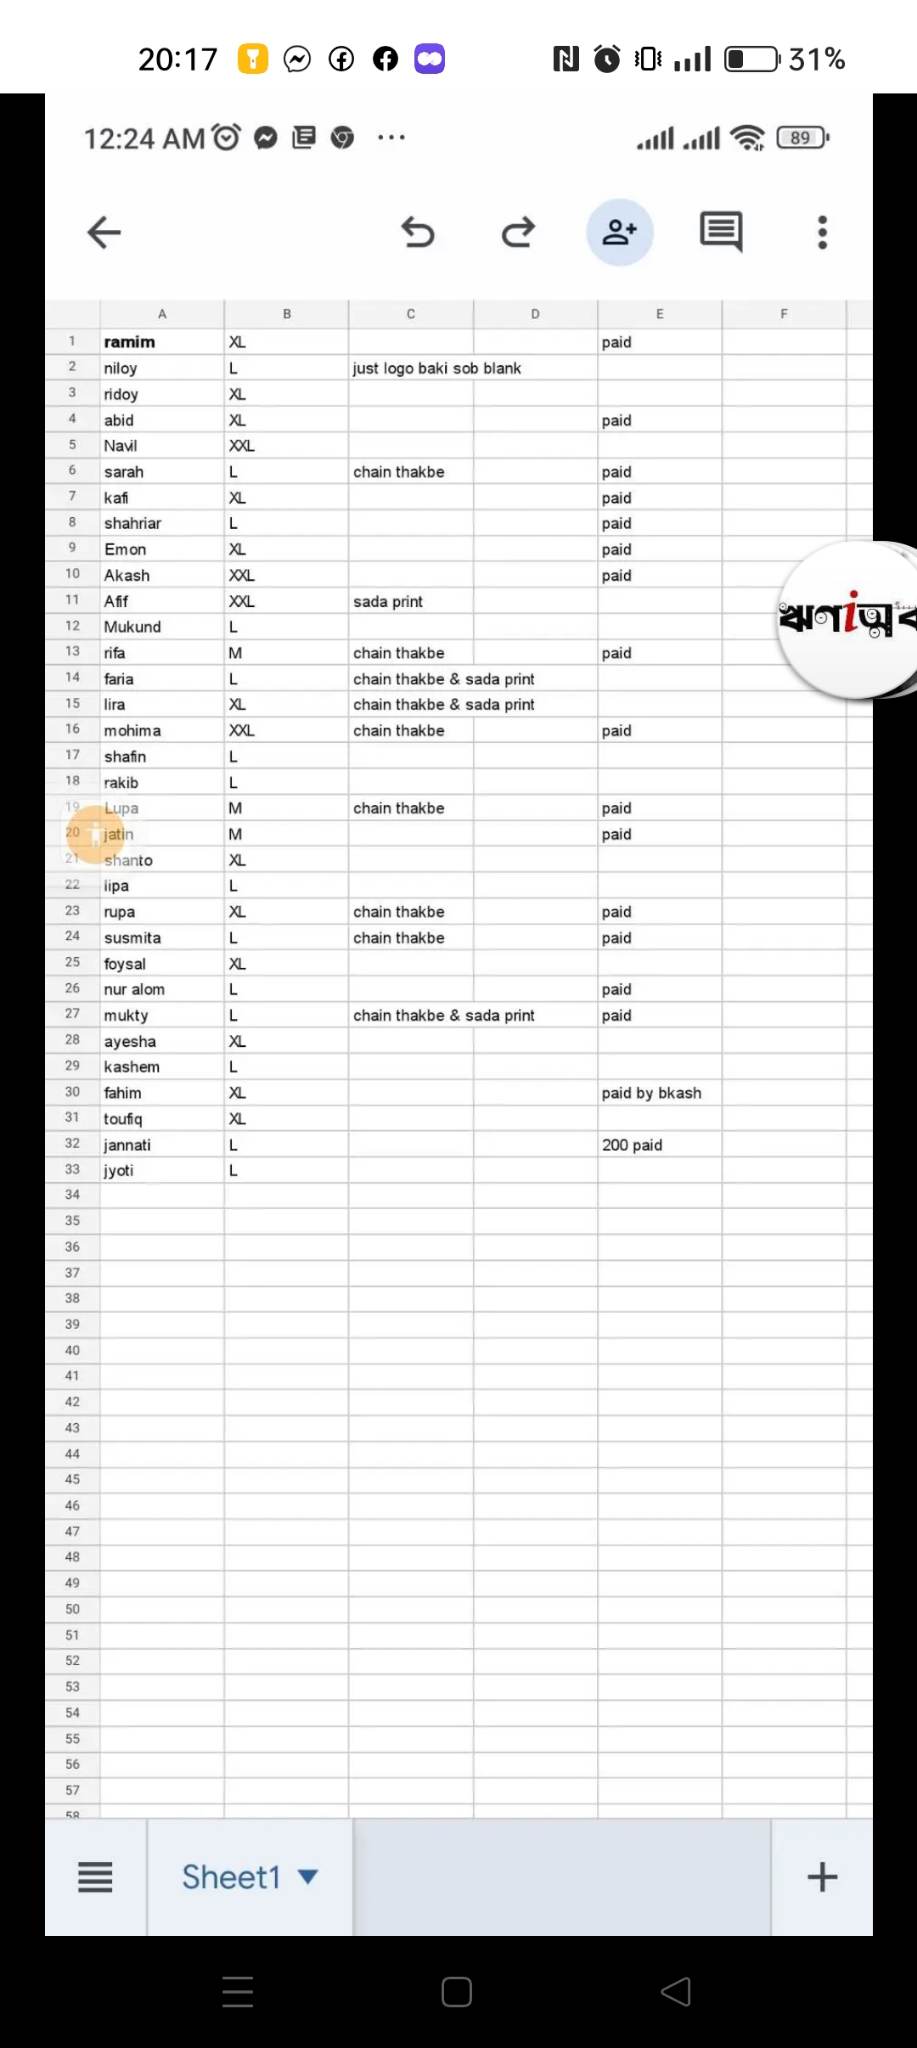 20:17 31%
12:24 AM 89
A B C D E F
1 ramim XL paid
2 niloy L just logo baki sob blank
3 ridoy XL
4 abid XL paid
5 Navil XXL
6 sarah L chain thakbe paid
7 kafi XL paid
8 shahriar L paid
9 Emon XL paid
10 Akash XXL paid
11 Afif XXL sada print
12 Mukund L
13 rifa M chain thakbe paid
14 faria L chain thakbe & sada print
15 lira XL chain thakbe & sada print
16 mohima XXL chain thakbe paid
17 shafin L
18 rakib L
19 Lupa M chain thakbe paid
20 jatin M paid
21 shanto XL
22 lipa L
23 rupa XL chain thakbe paid
24 susmita L chain thakbe paid
25 foysal XL
26 nur alom L paid
27 mukty L chain thakbe & sada print paid
28 ayesha XL
29 kashem L
30 fahim XL paid by bkash
31 toufiq XL
32 jannati L 200 paid
33 jyoti L
34
35
36
37
38
39
40
41
42
43
44
45
46
47
48
49
50
51
52
53
54
55
56
57
58
Sheet1